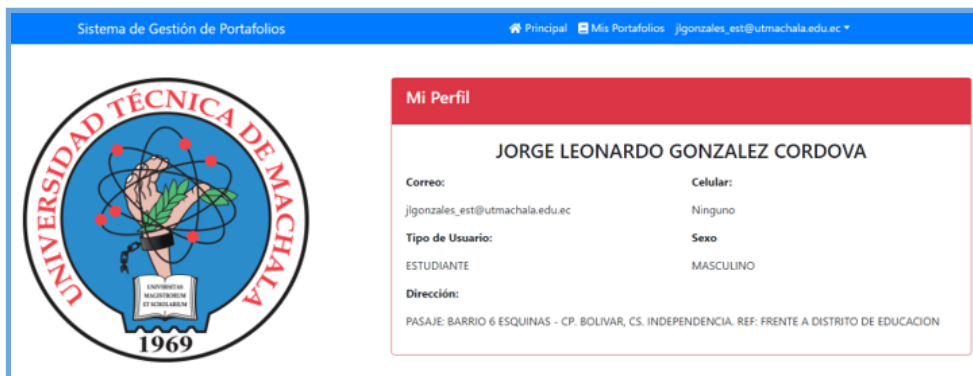 Sistema de Gestión de Portafolios
Principal
Mis Portafolios
jlgonzales_est@utmachala.edu.ec
UNIVERSIDAD TÉCNICA DE MACHALA
UNIVERSITAS
MAGISTRORUM
ET SCHOLARIUM
1969
Mi Perfil
JORGE LEONARDO GONZALEZ CORDOVA
Correo:
Celular:
jlgonzales_est@utmachala.edu.ec
Ninguno
Tipo de Usuario:
Sexo
ESTUDIANTE
MASCULINO
Dirección:
PASAJE: BARRIO 6 ESQUINAS - CP. BOLIVAR, CS. INDEPENDENCIA. REF: FRENTE A DISTRITO DE EDUCACION